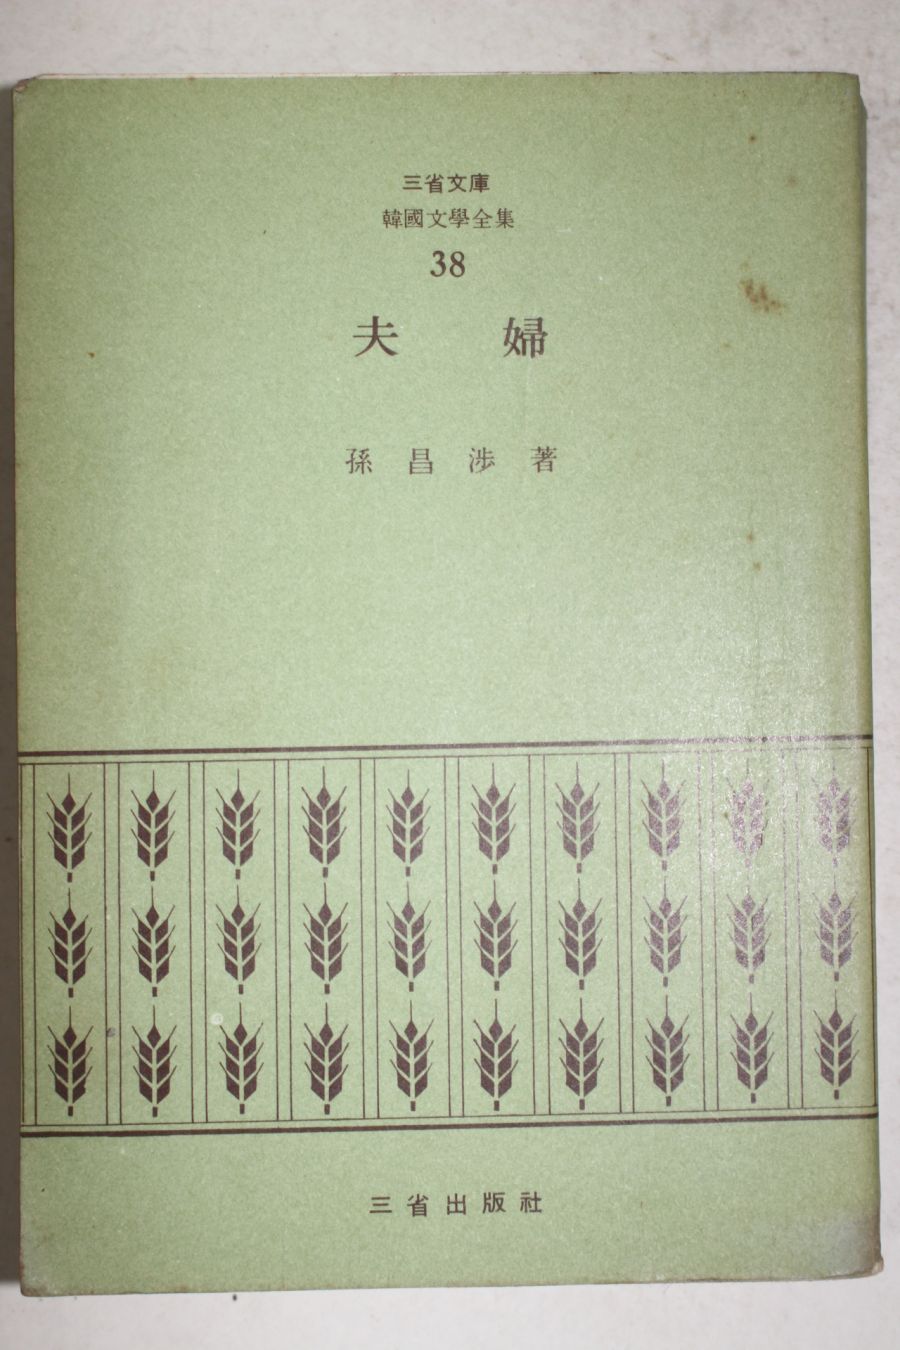 三省文庫
韓國文學全集
38
夫婦
孫昌涉著
三省出版社